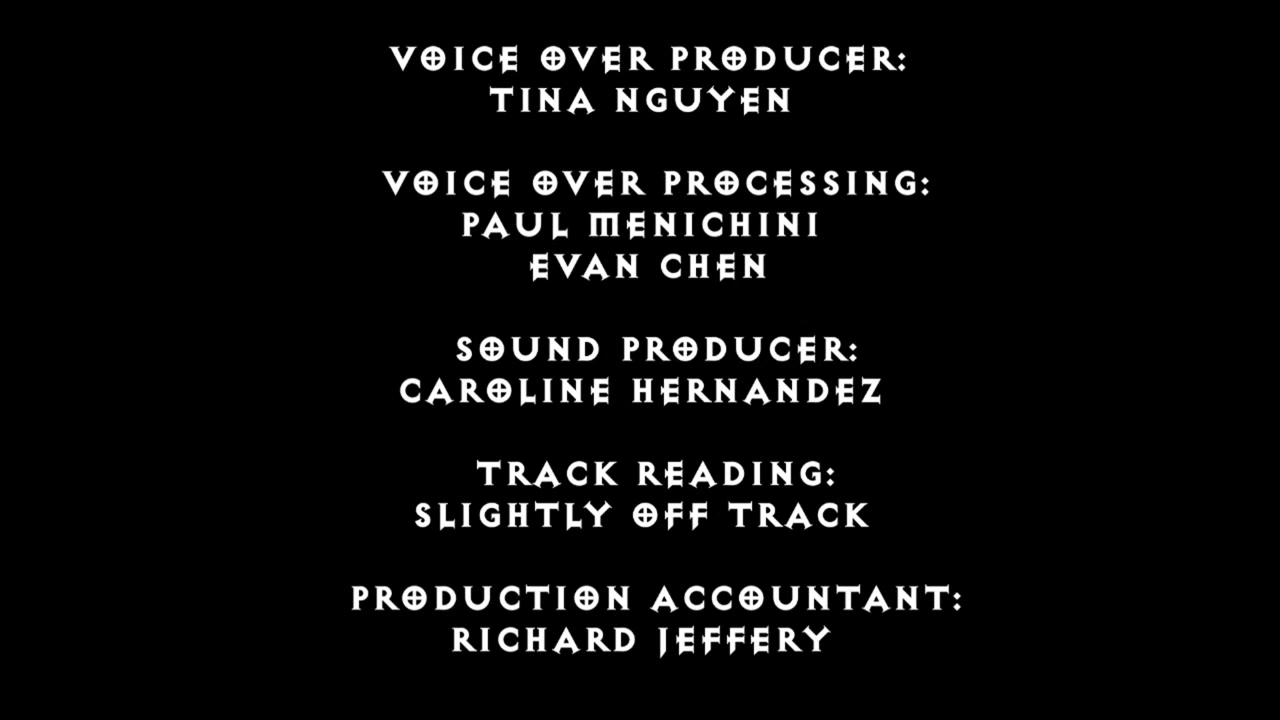 VOICE OVER PRODUCER:
TINA NGUYEN
VOICE OVER PROCESSING:
PAUL MENICHINI
EVAN CHEN
SOUND PRODUCER:
CAROLINE HERNANDEZ
TRACK READING:
SLIGHTLY OFF TRACK
PRODUCTION ACCOUNTANT:
RICHARD JEFFERY